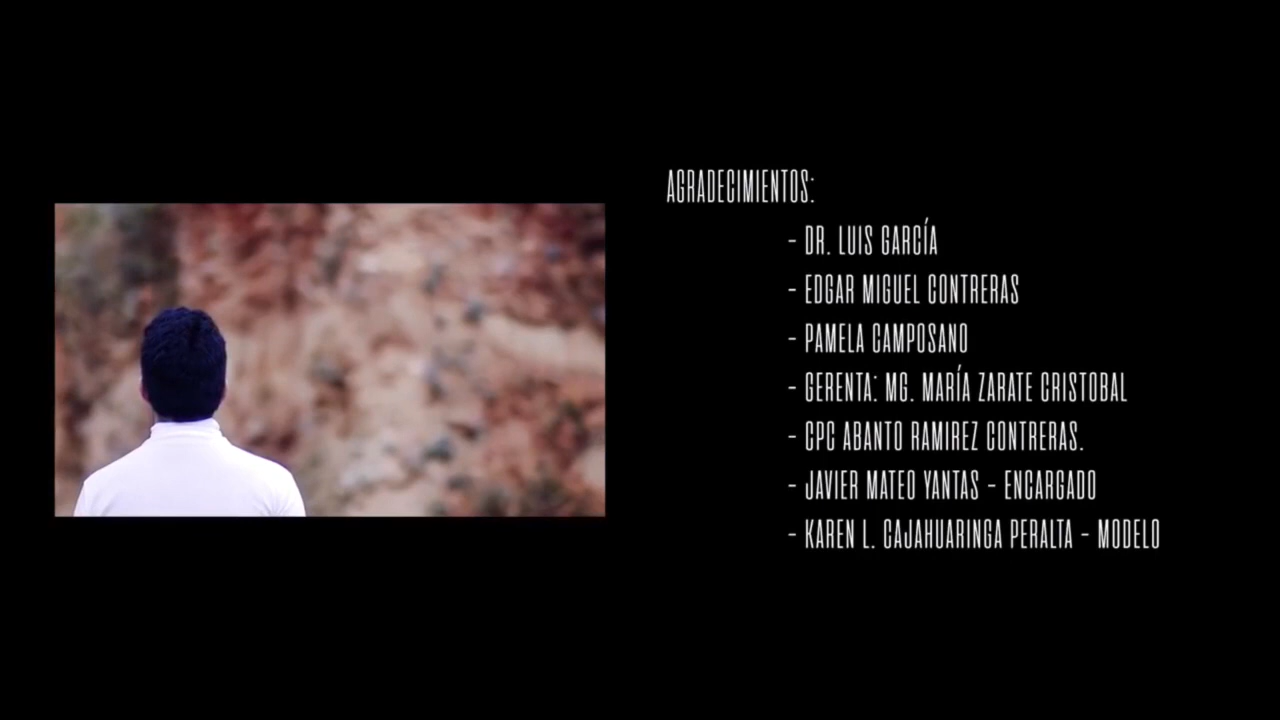 AGRADECIMIENTOS:
- DR. LUIS GARCÍA
- EDGAR MIGUEL CONTRERAS
- PAMELA CAMPOSANO
- GERENTA: MG. MARÍA ZARATE CRISTOBAL
- CPC ABANTO RAMIREZ CONTRERAS.
- JAVIER MATEO YANTAS - ENCARGADO
- KAREN L. CAJAHUARINGA PERALTA - MODELO